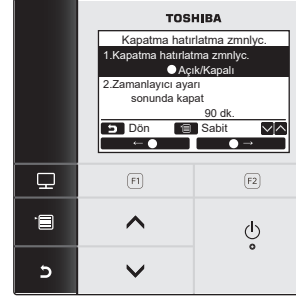 TOSHIBA
Kapatma hatırlatma zmnlyc.
1.Kapatma hatırlatma zmnlyc.
Açık/Kapalı
2.Zamanlayıcı ayarı
sonunda kapat
90 dk.
Dön Sabit
F1 F2